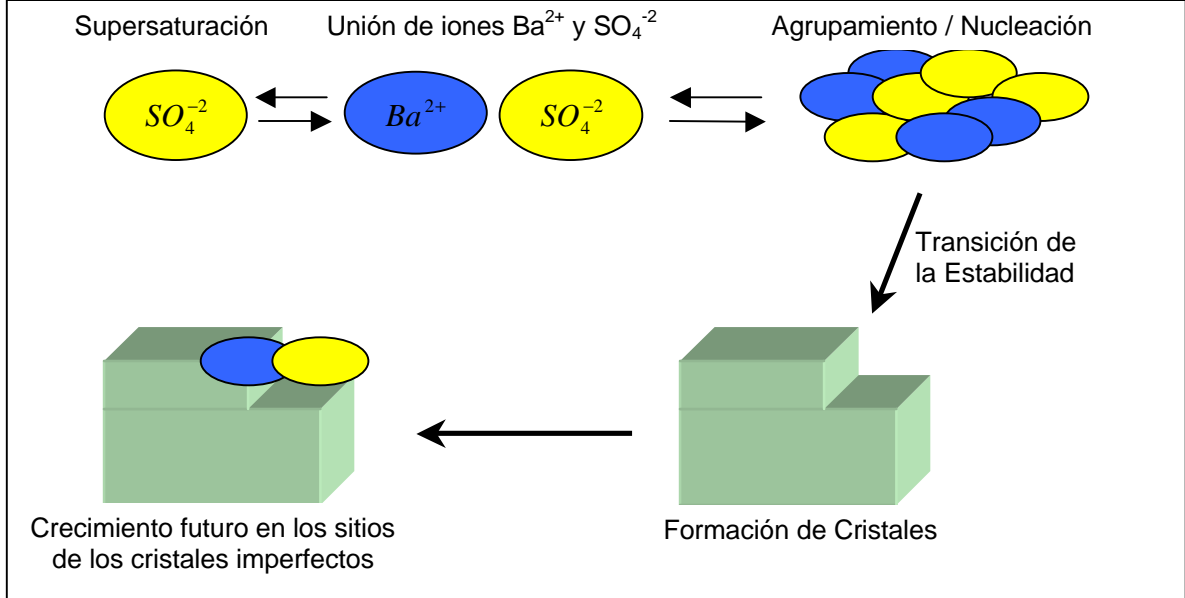 Supersaturación
Unión de iones Ba²⁺ y SO₄⁻²
Agrupamiento / Nucleación
SO₄⁻²
Ba²⁺
SO₄⁻²
Transición de
la Estabilidad
Crecimiento futuro en los sitios
de los cristales imperfectos
Formación de Cristales